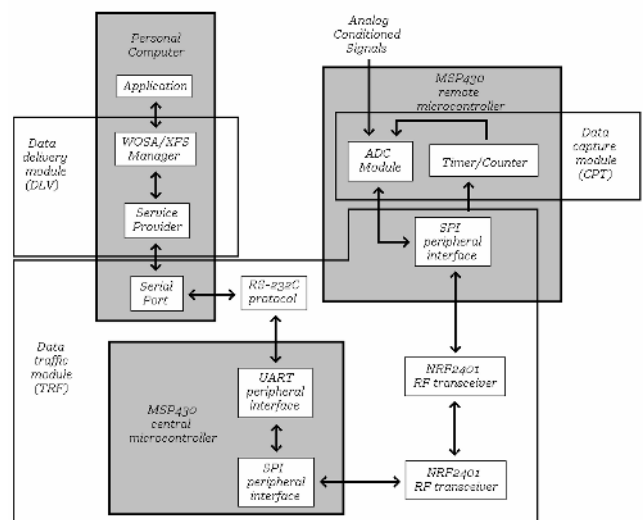 Personal
Computer
Application
Analog
Conditioned
Signals
MSP430
remote
microcontroller
Data
delivery
module
(DLV)
WOSA/XFS
Manager
Service
Provider
ADC
Module
Timer/Counter
Data
capture
module
(CPT)
SPI
peripheral
interface
Serial
Port
RS-232C
protocol
Data
traffic
module
(TRF)
MSP430
central
microcontroller
UART
peripheral
interface
SPI
peripheral
interface
NRF2401
RF transceiver
NRF2401
RF transceiver